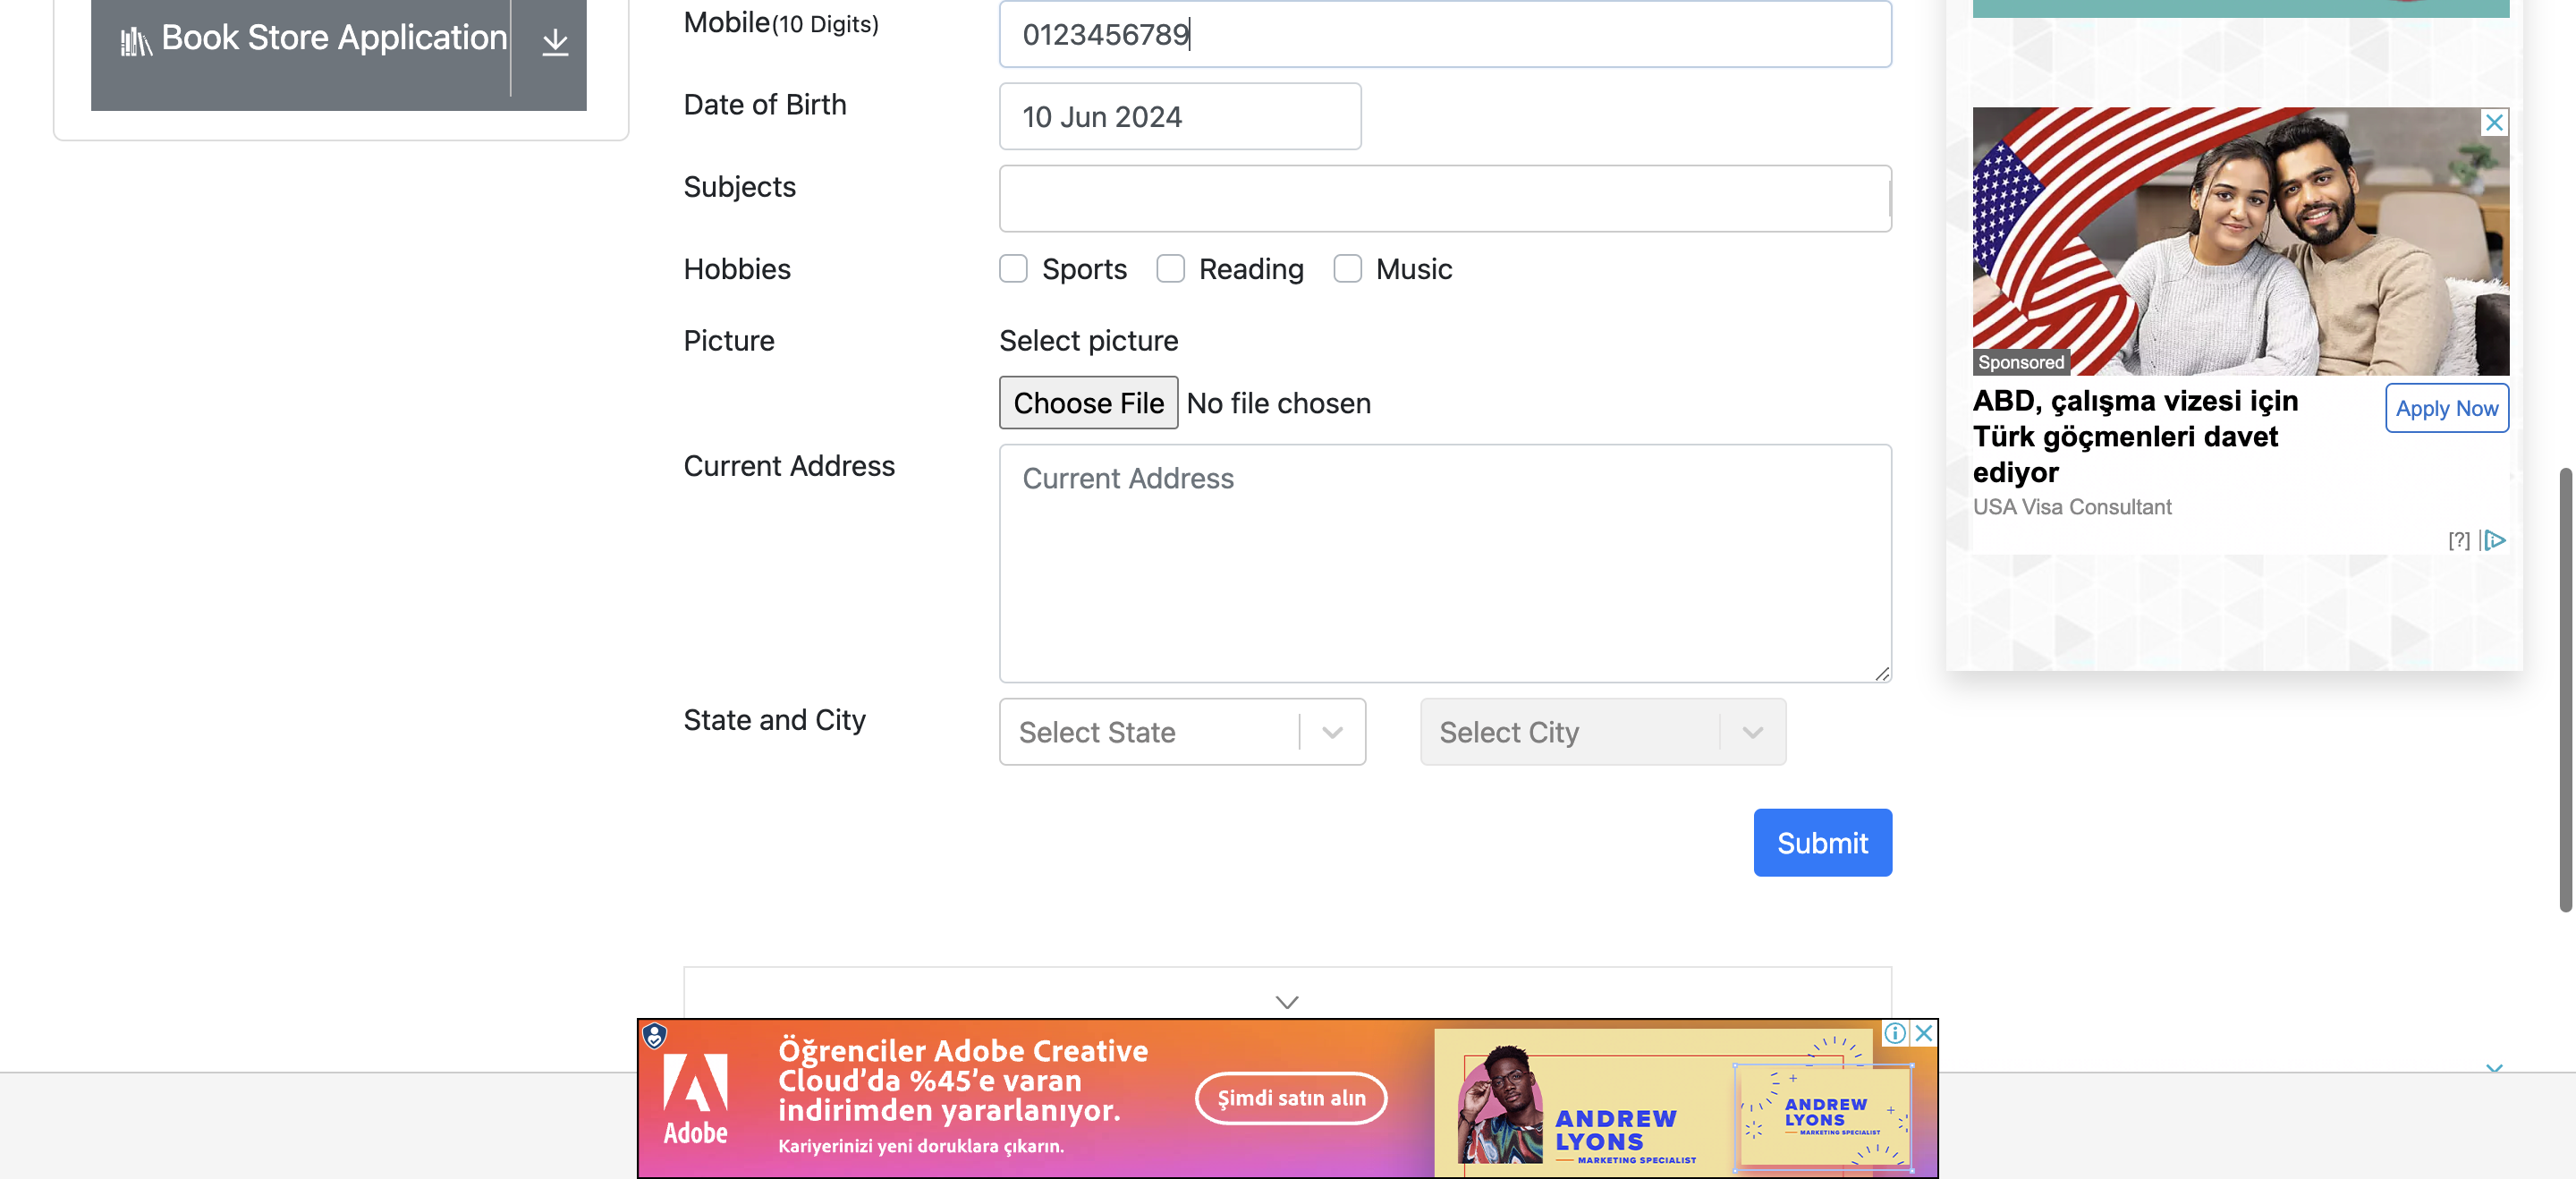 Book Store Application
Mobile(10 Digits)
0123456789
Date of Birth
10 Jun 2024
Subjects
Hobbies
Sports
Reading
Music
Picture
Select picture
Choose File
No file chosen
Current Address
Current Address
State and City
Select State
Select City
Submit
Sponsored
ABD, çalışma vizesi için
Türk göçmenleri davet
ediyor
Apply Now
USA Visa Consultant
[?]
Adobe
Öğrenciler Adobe Creative
Cloud’da %45’e varan
indirimden yararlanıyor.
Kariyerinizi yeni doruklara çıkarın.
Şimdi satın alın
ANDREW
LYONS
MARKETING SPECIALIST
ANDREW
LYONS
MARKETING SPECIALIST